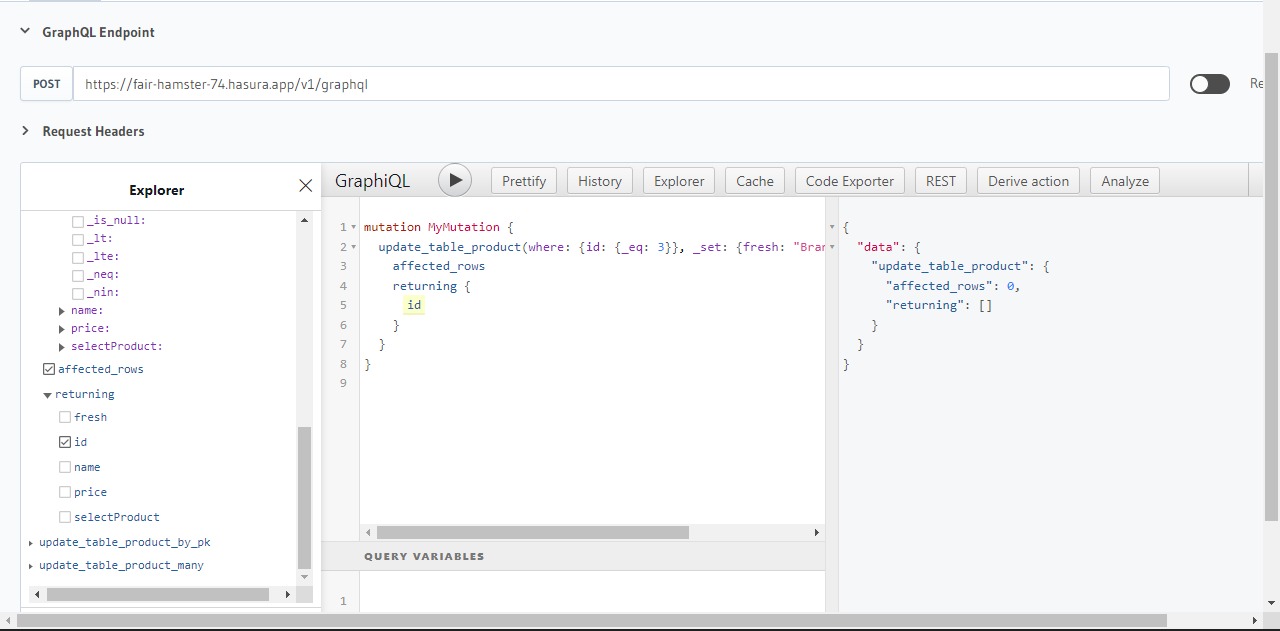 GraphQL Endpoint
POST https://fair-hamster-74.hasura.app/v1/graphql Re
Request Headers
Explorer
GraphiQL Prettify History Explorer Cache Code Exporter REST Derive action Analyze
_is_null:
_lt:
_lte:
_neq:
_nin:
name:
price:
selectProduct:
affected_rows
returning
fresh
id
name
price
selectProduct
update_table_product_by_pk
update_table_product_many
1 mutation MyMutation {
2 update_table_product(where: {id: {_eq: 3}}, _set: {fresh: "Bran
3 affected_rows
4 returning {
5 id
6 }
7 }
8 }
9
QUERY VARIABLES
1
{
"data": {
"update_table_product": {
"affected_rows": 0,
"returning": []
}
}
}